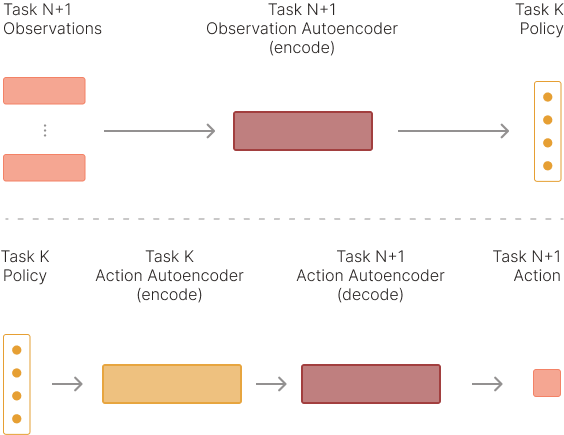 Task N+1
Observations
Task N+1
Observation Autoencoder
(encode)
Task K
Policy
Task K
Policy
Task K
Action Autoencoder
(encode)
Task N+1
Action Autoencoder
(decode)
Task N+1
Action